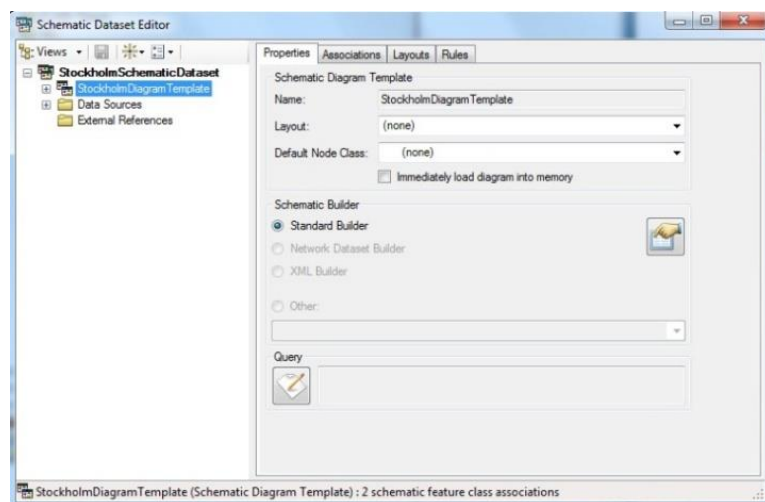 Schematic Dataset Editor
Views
StockholmSchematicDataset
StockholmDiagramTemplate
Data Sources
External References
Properties Associations Layouts Rules
Schematic Diagram Template
Name: StockholmDiagramTemplate
Layout: (none)
Default Node Class: (none)
Immediately load diagram into memory
Schematic Builder
Standard Builder
Network Dataset Builder
XML Builder
Other:
Query
StockholmDiagramTemplate (Schematic Diagram Template) : 2 schematic feature class associations